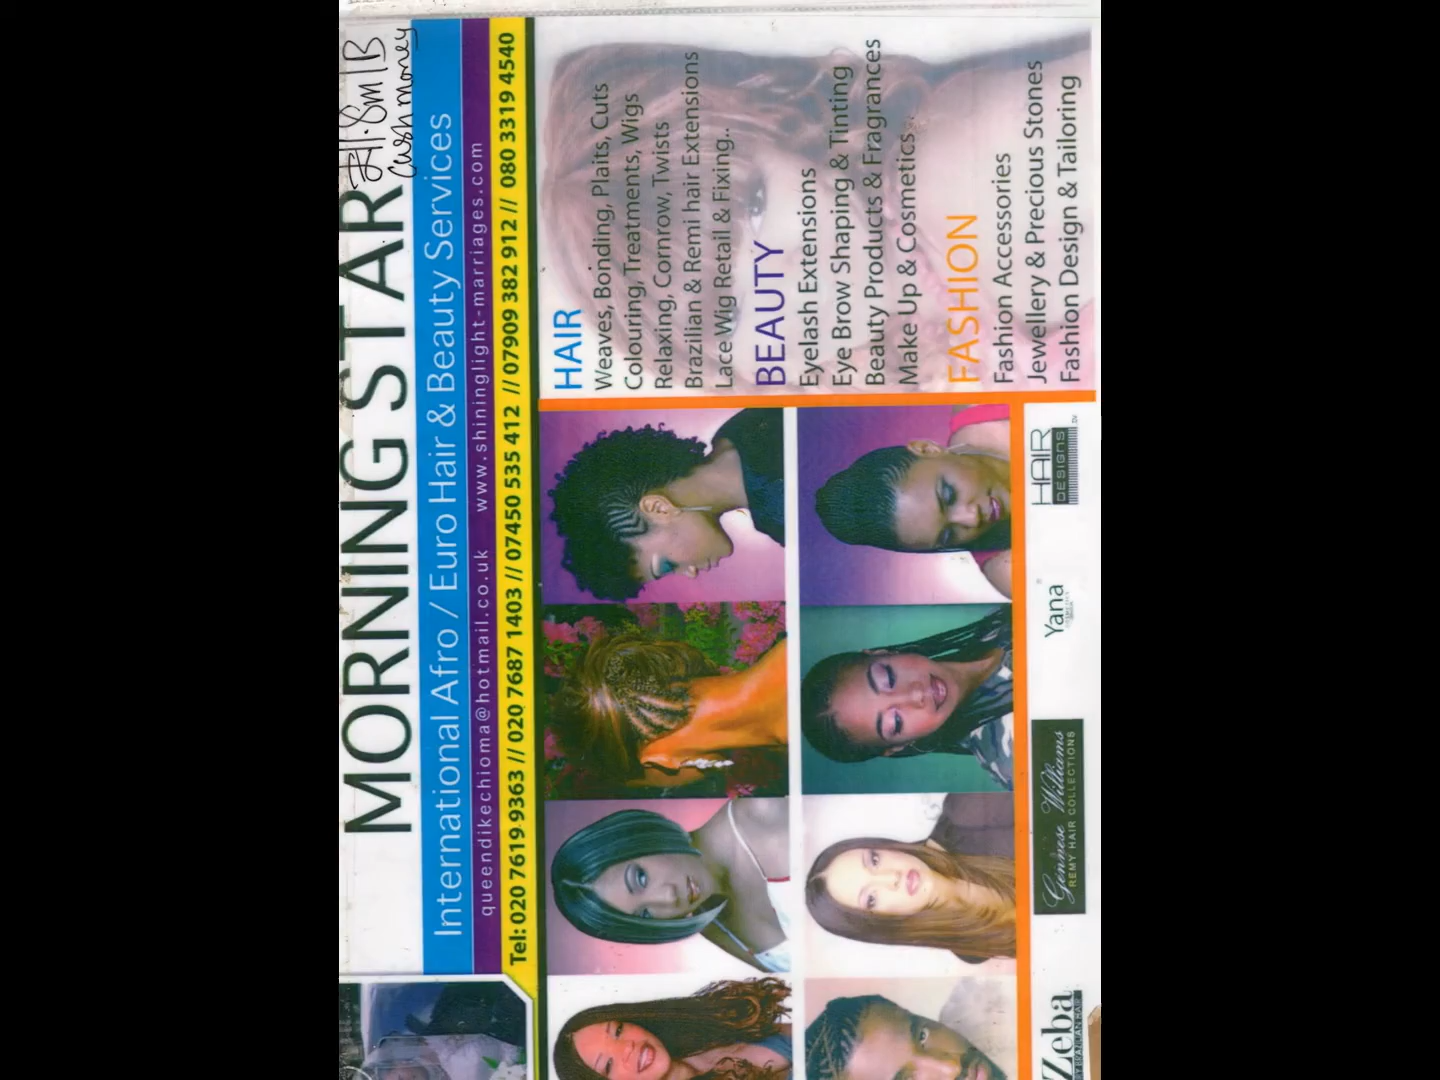 MORNING STAR
Cash money
International Afro / Euro Hair & Beauty Services
queendikechioma@hotmail.co.uk www.shininglight-marriages.com
Tel: 020 7619 9363 // 020 7687 1403 // 07450 535 412 // 07909 382 912 // 080 3319 4540
HAIR
Weaves, Bonding, Plaits, Cuts
Colouring, Treatments, Wigs
Relaxing, Cornrow, Twists
Brazilian & Remi hair Extensions
Lace Wig Retail & Fixing..
BEAUTY
Eyelash Extensions
Eye Brow Shaping & Tinting
Beauty Products & Fragrances
Make Up & Cosmetics..
FASHION
Fashion Accessories
Jewellery & Precious Stones
Fashion Design & Tailoring
Zeba
Gennese Williams
REMY HAIR COLLECTIONS
Yana
HAIR
DESIGNS